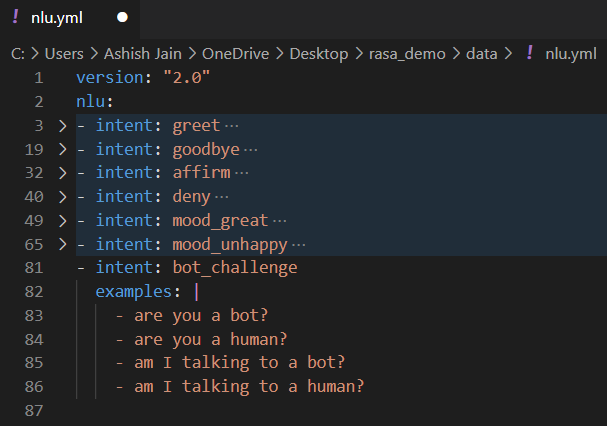 ! nlu.yml ●
C: > Users > Ashish Jain > OneDrive > Desktop > rasa_demo > data > ! nlu.yml
1 version: "2.0"
2 nlu:
3 > - intent: greet ···
19 > - intent: goodbye ···
32 > - intent: affirm ···
40 > - intent: deny ···
49 > - intent: mood_great ···
65 > - intent: mood_unhappy ···
81 - intent: bot_challenge
82 examples: |
83 - are you a bot?
84 - are you a human?
85 - am I talking to a bot?
86 - am I talking to a human?
87